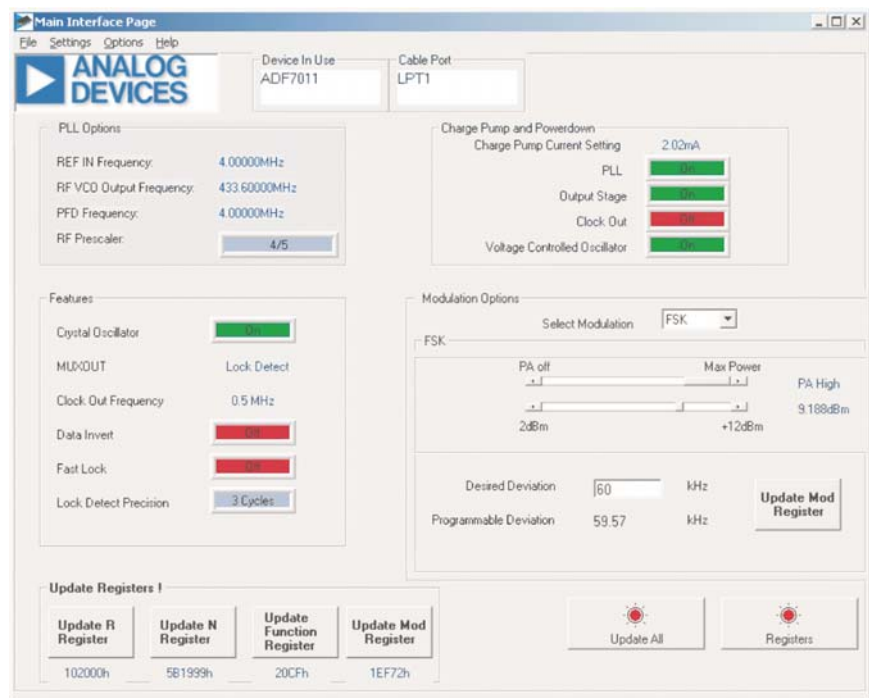 Main Interface Page
File Settings Options Help
ANALOG
DEVICES
Device In Use
ADF7011
Cable Port
LPT1
PLL Options
REF IN Frequency: 4.00000MHz
RF VCO Output Frequency: 433.60000MHz
PFD Frequency: 4.00000MHz
RF Prescaler: 4/5
Charge Pump and Powerdown
Charge Pump Current Setting 2.02mA
PLL On
Output Stage On
Clock Out Off
Voltage Controlled Oscillator On
Features
Crystal Oscillator On
MUXOUT Lock Detect
Clock Out Frequency 0.5 MHz
Data Invert Off
Fast Lock Off
Lock Detect Precision 3 Cycles
Modulation Options
Select Modulation FSK
FSK
PA off Max Power
PA High
9.188dBm
2dBm +12dBm
Desired Deviation 60 kHz
Programmable Deviation 59.57 kHz
Update Mod
Register
Update Registers !
Update R
Register
Update N
Register
Update
Function
Register
Update Mod
Register
102000h 5B1999h 20CFh 1EF72h
Update All
Registers